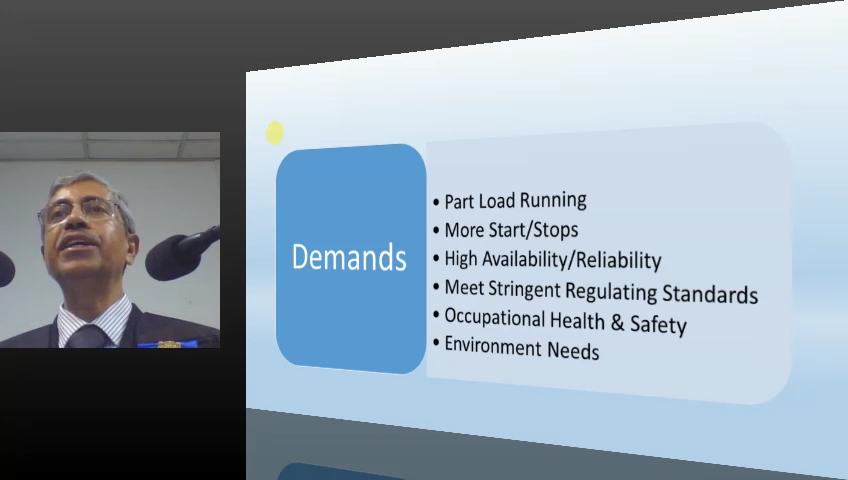 Demands
• Part Load Running
• More Start/Stops
• High Availability/Reliability
• Meet Stringent Regulating Standards
• Occupational Health & Safety
• Environment Needs